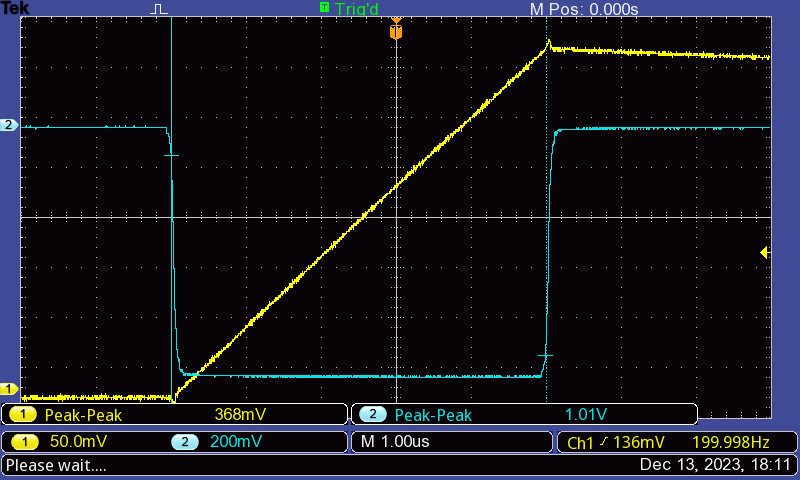 Tek T Trig'd M Pos: 0.000s
T
2
1
1 Peak-Peak 368mV 2 Peak-Peak 1.01V
1 50.0mV 2 200mV M 1.00us Ch1 136mV 199.998Hz
Please wait.... Dec 13, 2023, 18:11